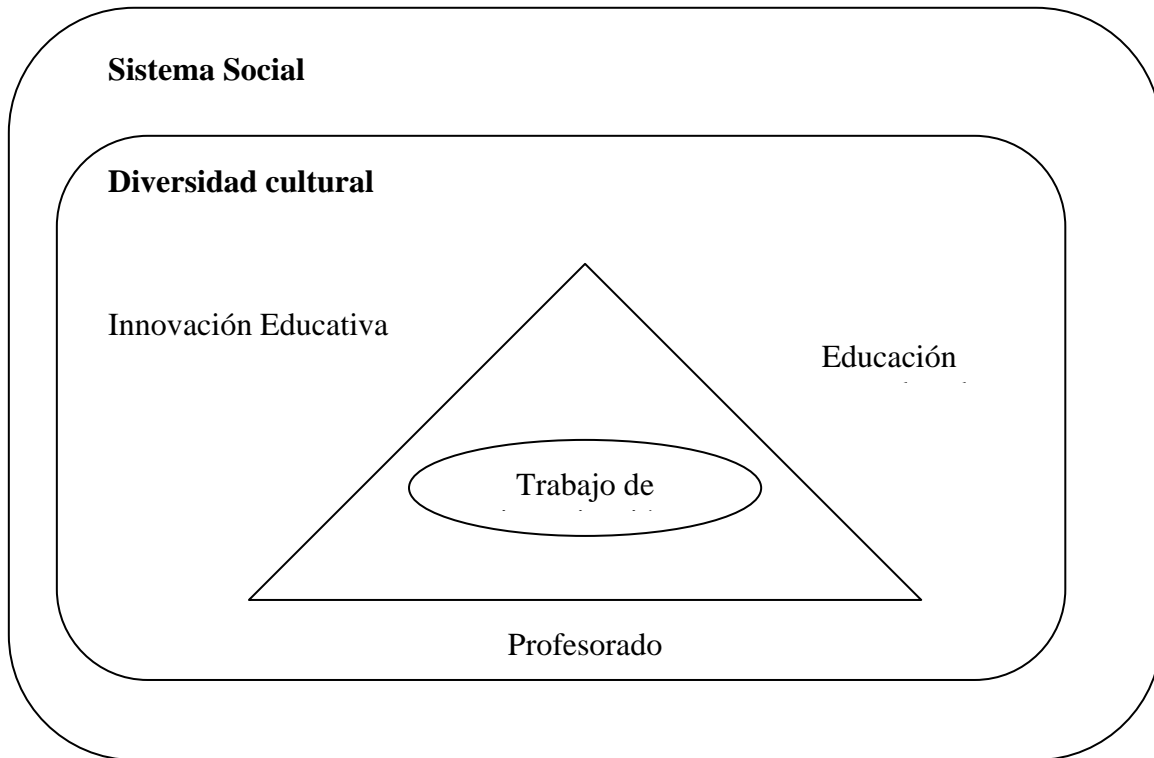 Sistema Social
Diversidad cultural
Innovación Educativa
Educación
Trabajo de
Profesorado